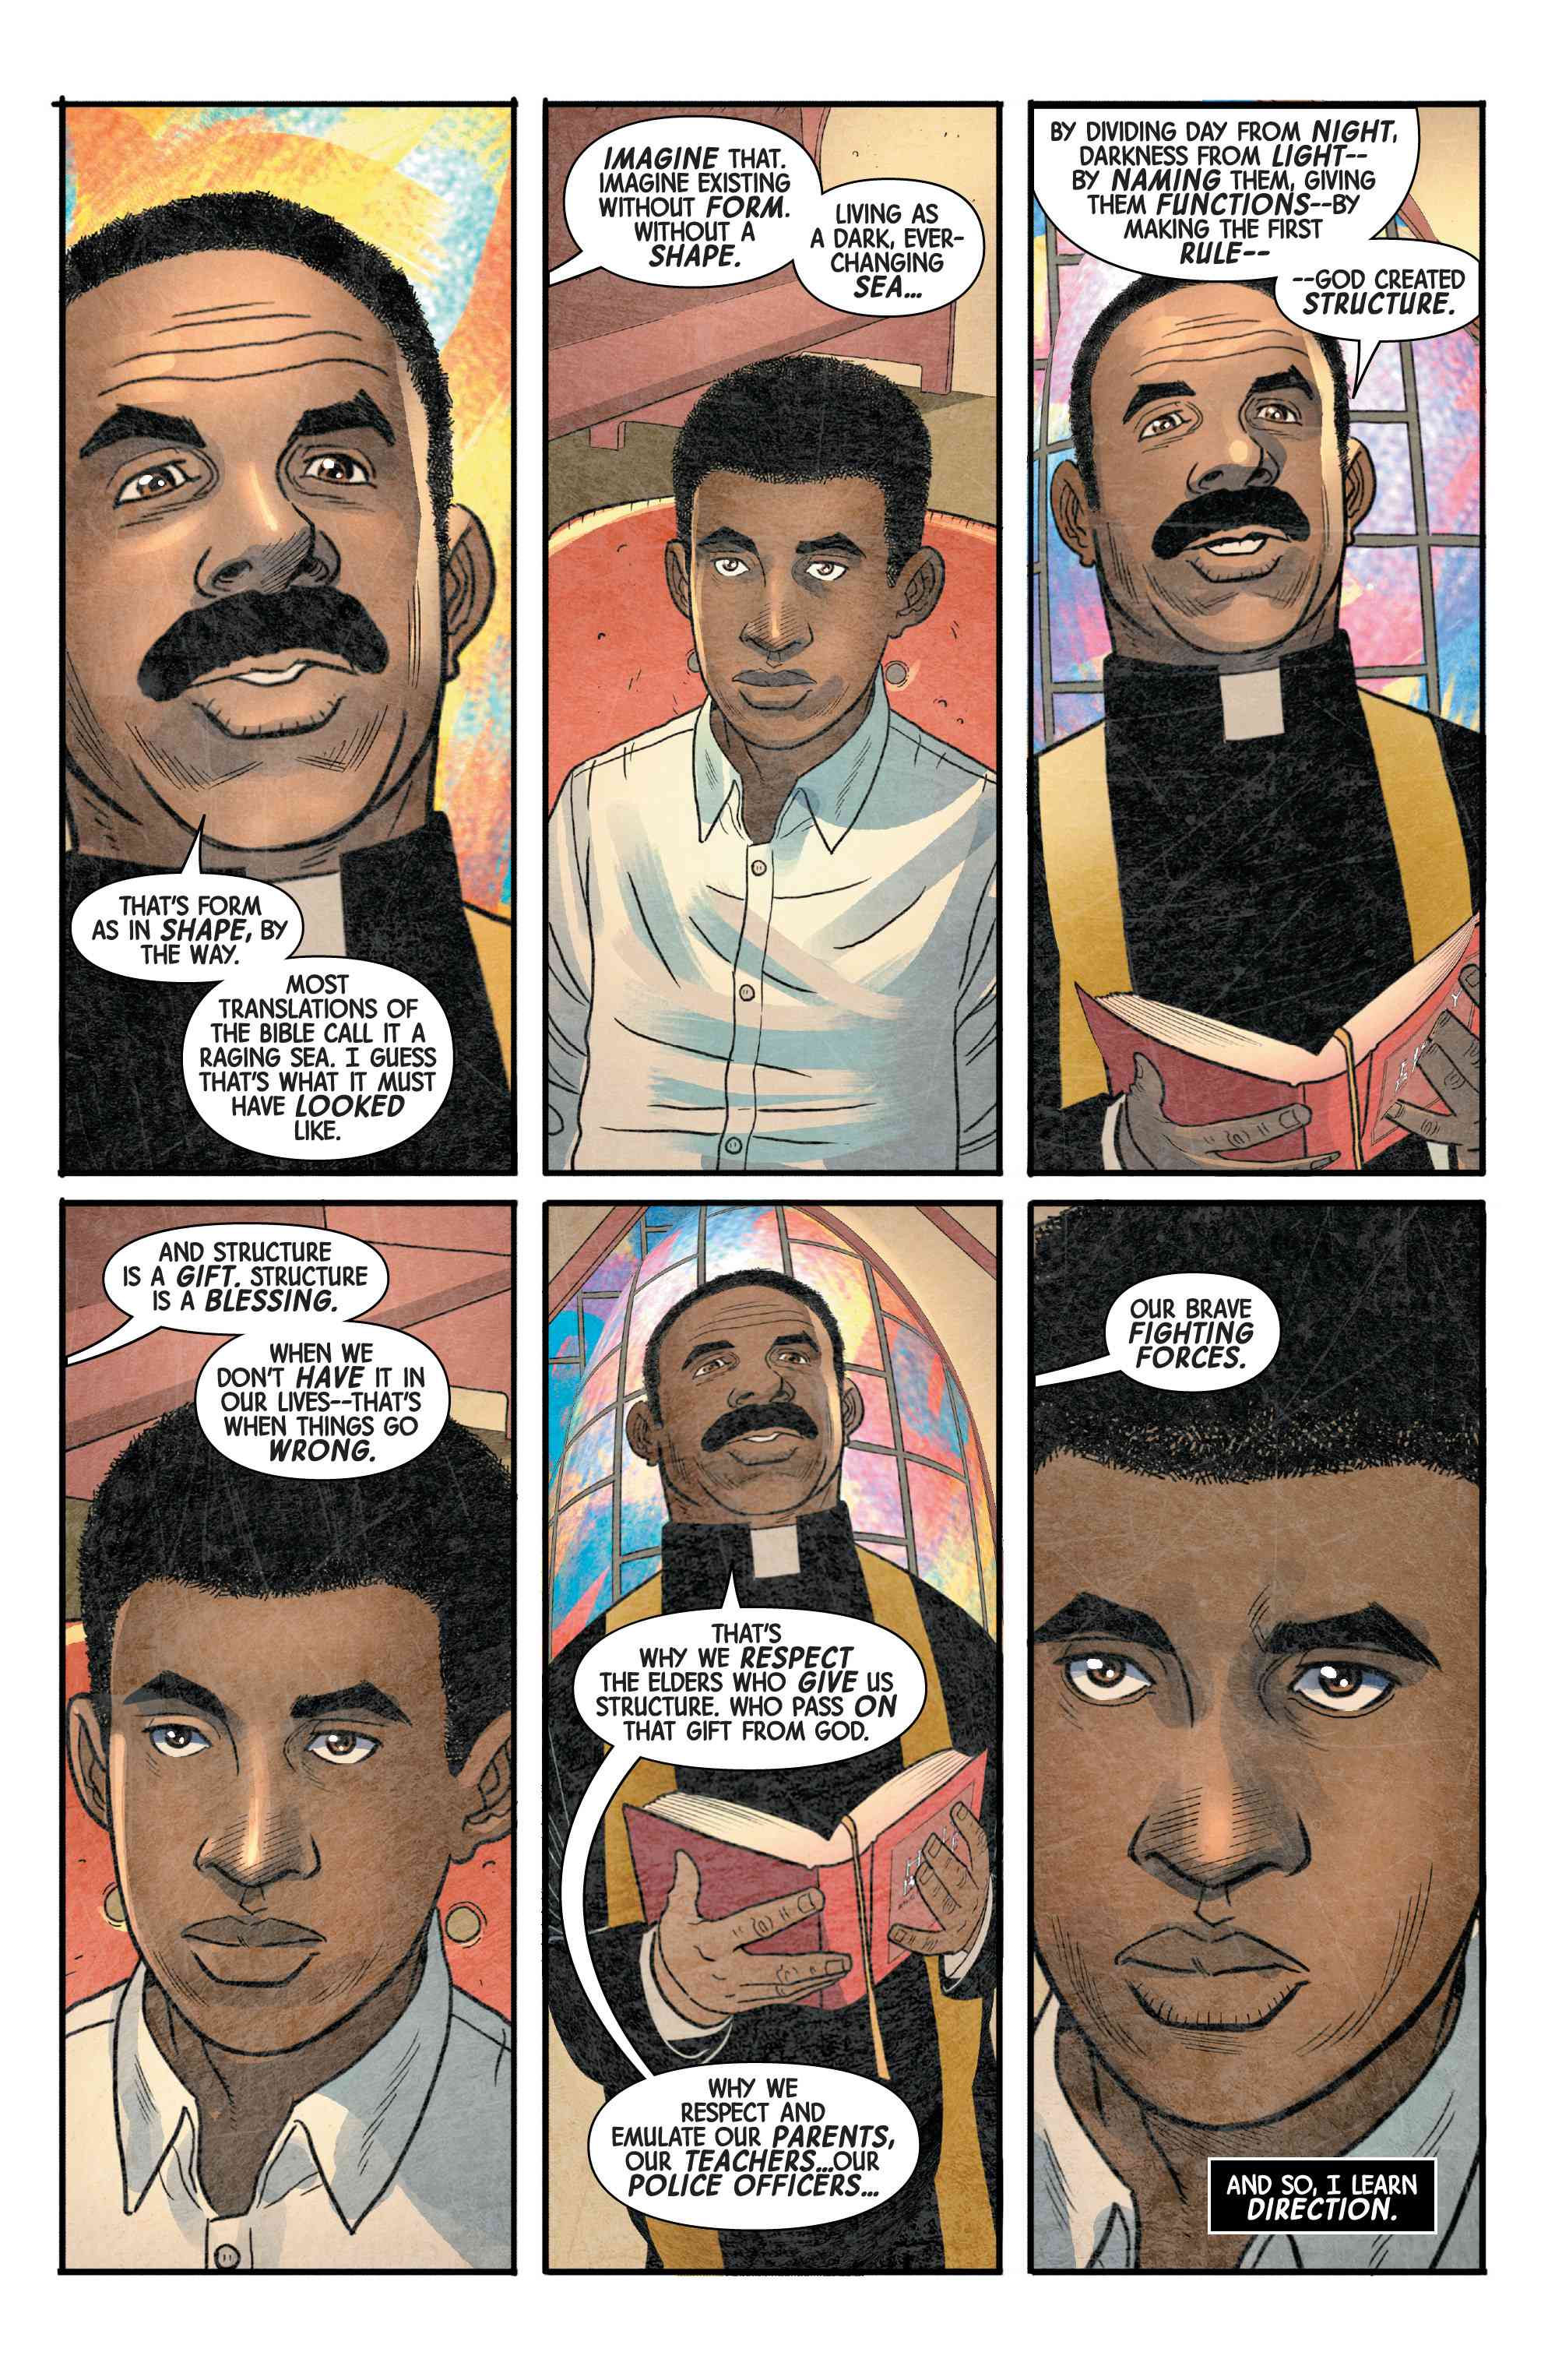 THAT'S FORM
AS IN SHAPE, BY
THE WAY.
MOST
TRANSLATIONS OF
THE BIBLE CALL IT A
RAGING SEA. I GUESS
THAT'S WHAT IT MUST
HAVE LOOKED
LIKE.
IMAGINE THAT.
IMAGINE EXISTING
WITHOUT FORM.
WITHOUT A
SHAPE.
LIVING AS
A DARK, EVER-
CHANGING
SEA...
BY DIVIDING DAY FROM NIGHT,
DARKNESS FROM LIGHT--
BY NAMING THEM, GIVING
THEM FUNCTIONS--BY
MAKING THE FIRST
RULE--
--GOD CREATED
STRUCTURE.
AND STRUCTURE
IS A GIFT. STRUCTURE
IS A BLESSING.
WHEN WE
DON'T HAVE IT IN
OUR LIVES--THAT'S
WHEN THINGS GO
WRONG.
THAT'S
WHY WE RESPECT
THE ELDERS WHO GIVE US
STRUCTURE. WHO PASS ON
THAT GIFT FROM GOD.
WHY WE
RESPECT AND
EMULATE OUR PARENTS,
OUR TEACHERS...OUR
POLICE OFFICERS...
OUR BRAVE
FIGHTING
FORCES.
AND SO, I LEARN
DIRECTION.